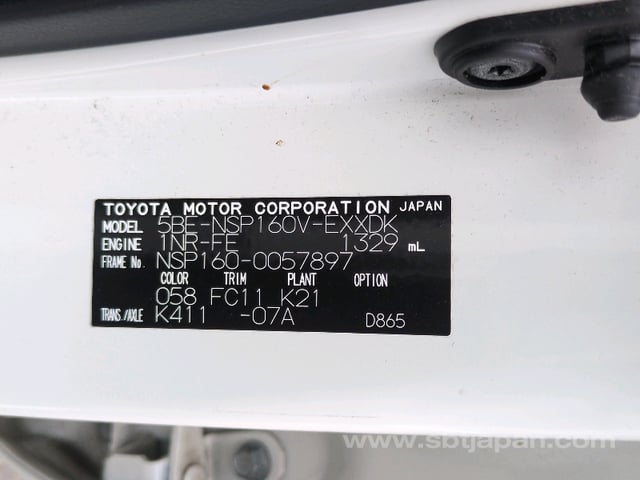 TOYOTA MOTOR CORPORATION JAPAN
MODEL 5BE-NSP160V-EXXDK
ENGINE 1NR-FE 1329 mL
FRAME No. NSP160-0057897
COLOR TRIM PLANT OPTION
058 FC11 K21
TRANS./AXLE K411 -07A D865
www.sbtjapan.com